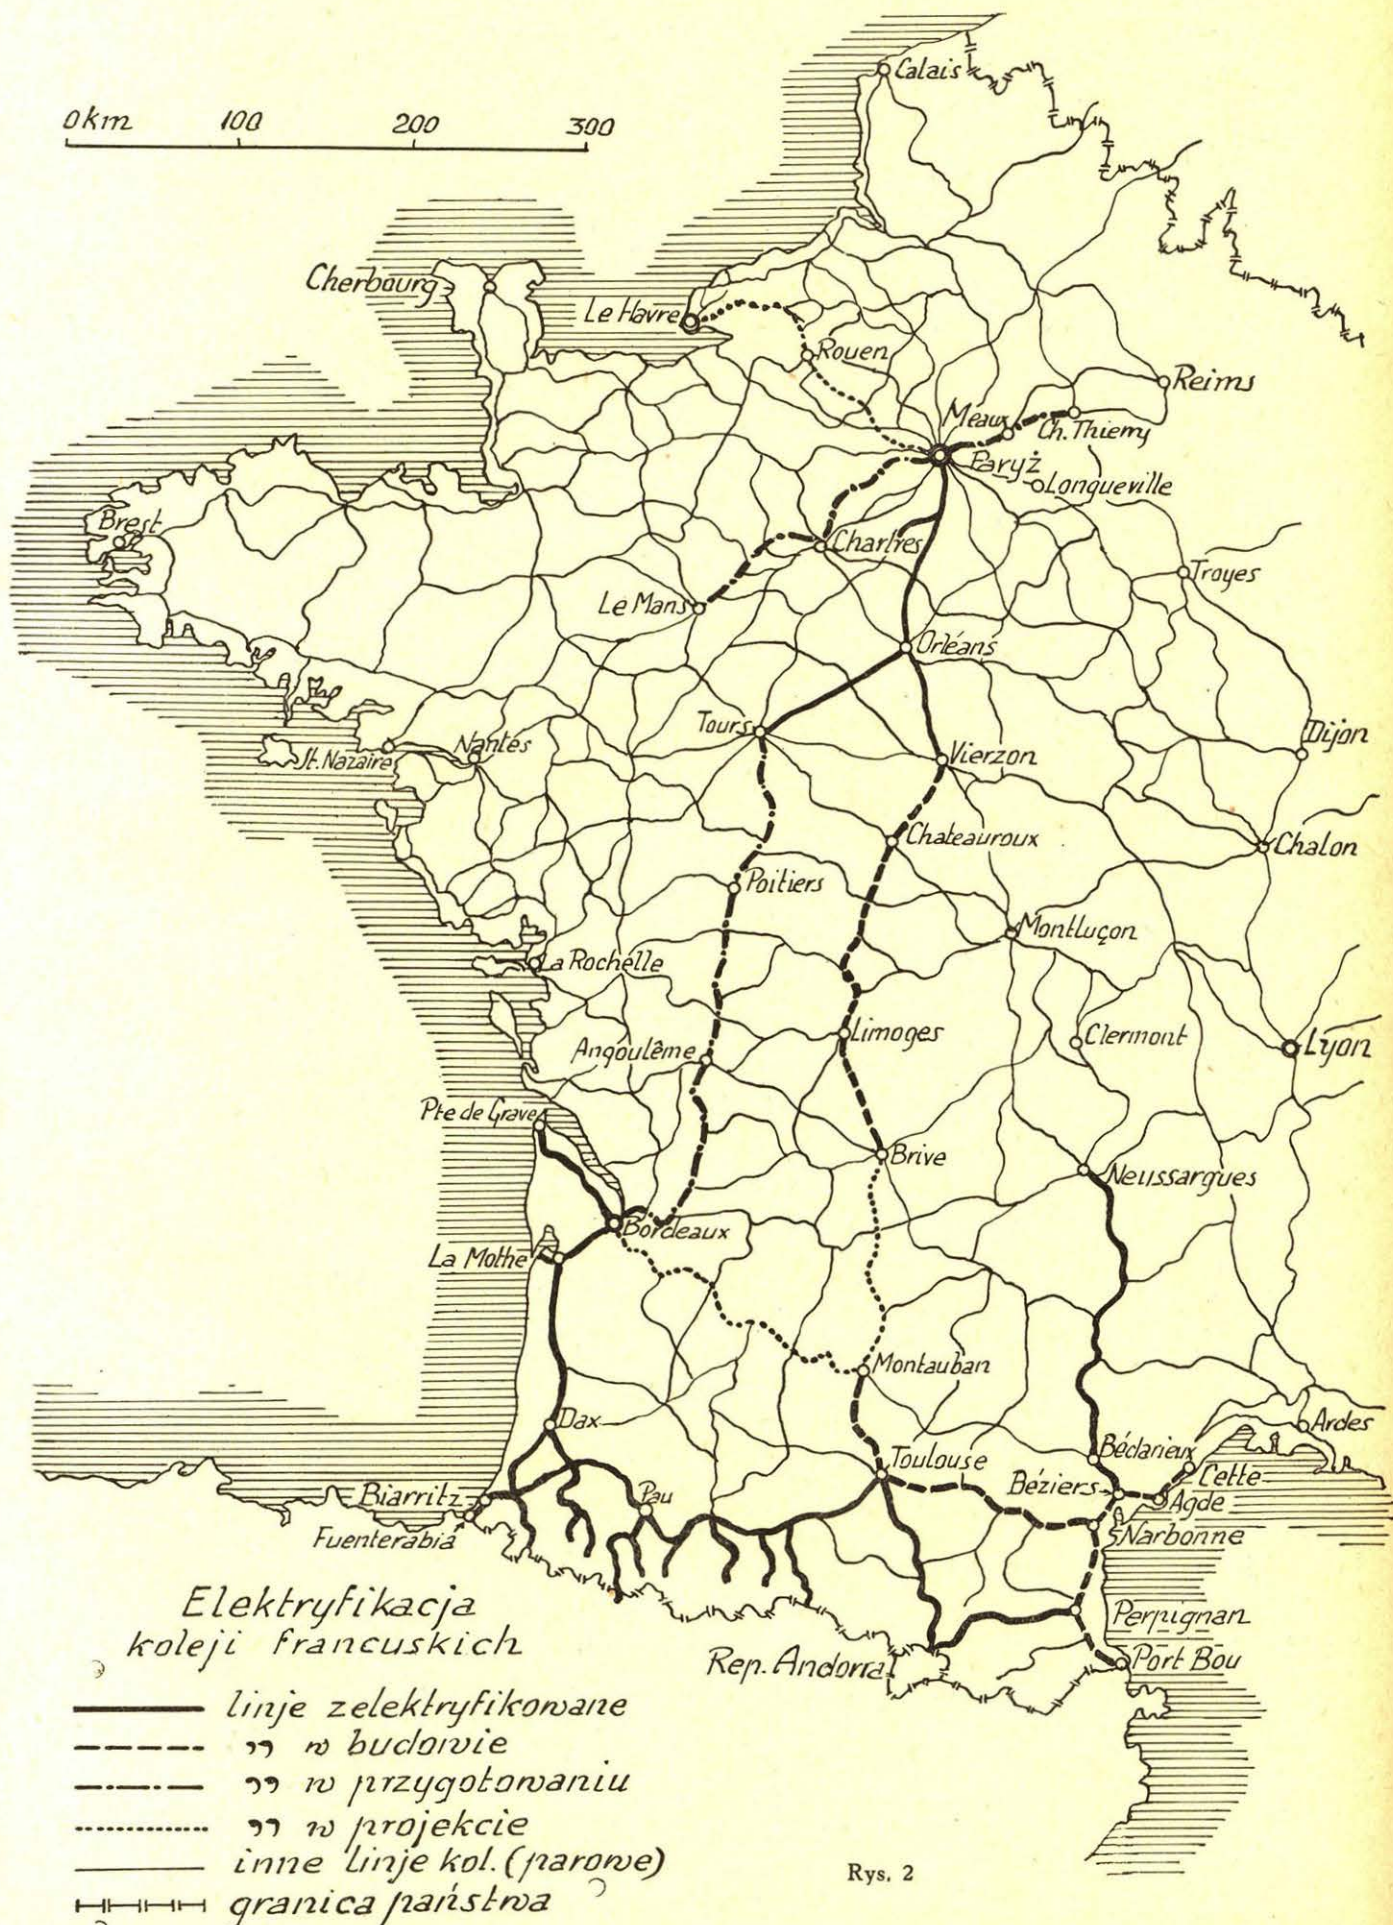 Calais
0 km 100 200 300
Cherbourg
Le Havre
Rouen
Reims
Meaux
Ch. Thierry
Paryż
Longueville
Brest
Chartres
Troyes
Le Mans
Orléans
Tours
Dijon
Nantes
St. Nazaire
Vierzon
Chateauroux
Chalon
Poitiers
Montluçon
La Rochelle
Limoges
Clermont
Lyon
Angoulême
Pte de Grave
Brive
Neussargues
Bordeaux
La Mothe
Montauban
Dax
Ardes
Bédarieux
Toulouse
Cette
Béziers
Agde
Biarritz
Pau
Narbonne
Fuenterabia
Perpignan
Rep. Andorra
Port Bou
Elektryfikacja
koleji francuskich
linje zelektryfikowane
„ w budowie
„ w przygotowaniu
„ w projekcie
inne linje kol. (parowe)
granica państwa
Rys. 2